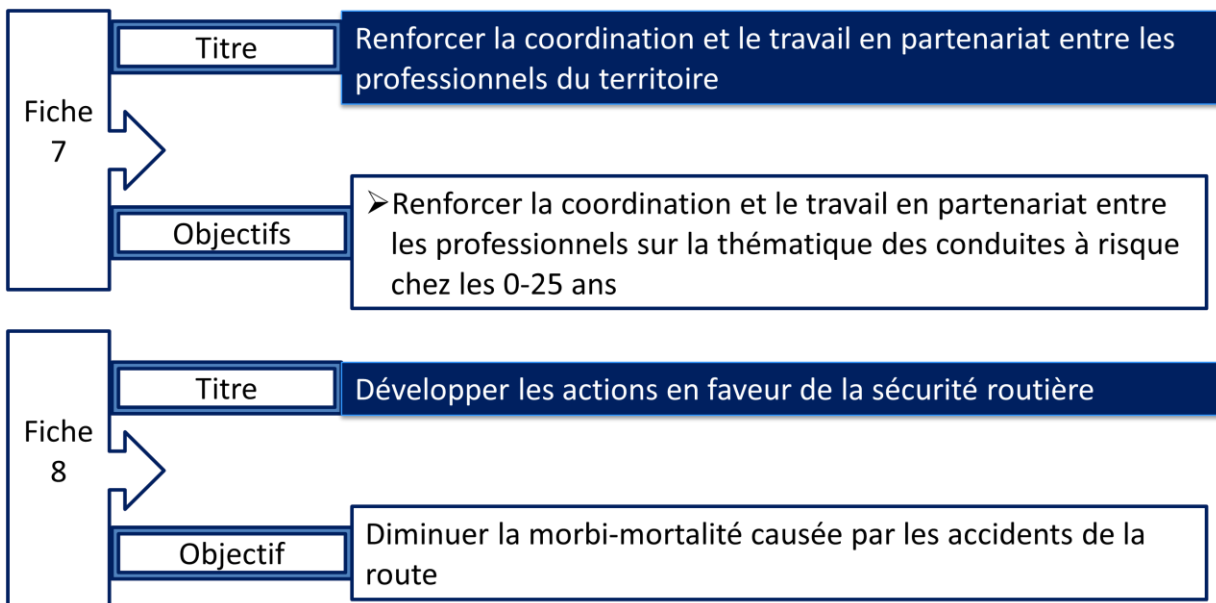 Fiche
7
Titre
Renforcer la coordination et le travail en partenariat entre les
professionnels du territoire
Objectifs
➢Renforcer la coordination et le travail en partenariat entre
les professionnels sur la thématique des conduites à risque
chez les 0-25 ans
Fiche
8
Titre
Développer les actions en faveur de la sécurité routière
Objectif
Diminuer la morbi-mortalité causée par les accidents de la
route